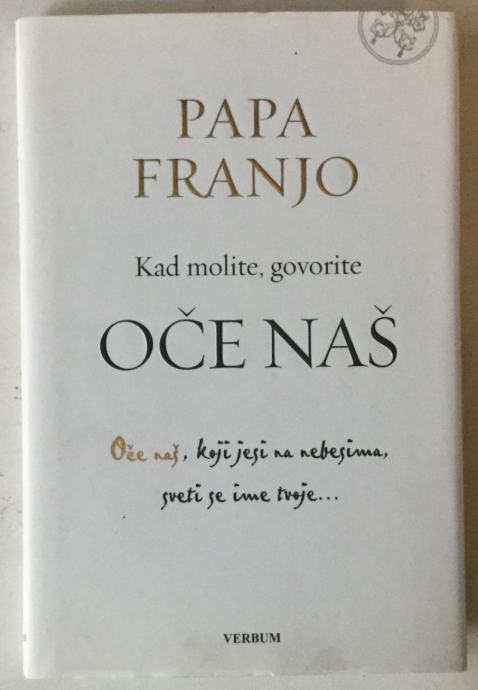 PAPA
FRANJO
Kad molite, govorite
OČE NAŠ
Oče naš, koji jesi na nebesima,
sveti se ime tvoje...
VERBUM